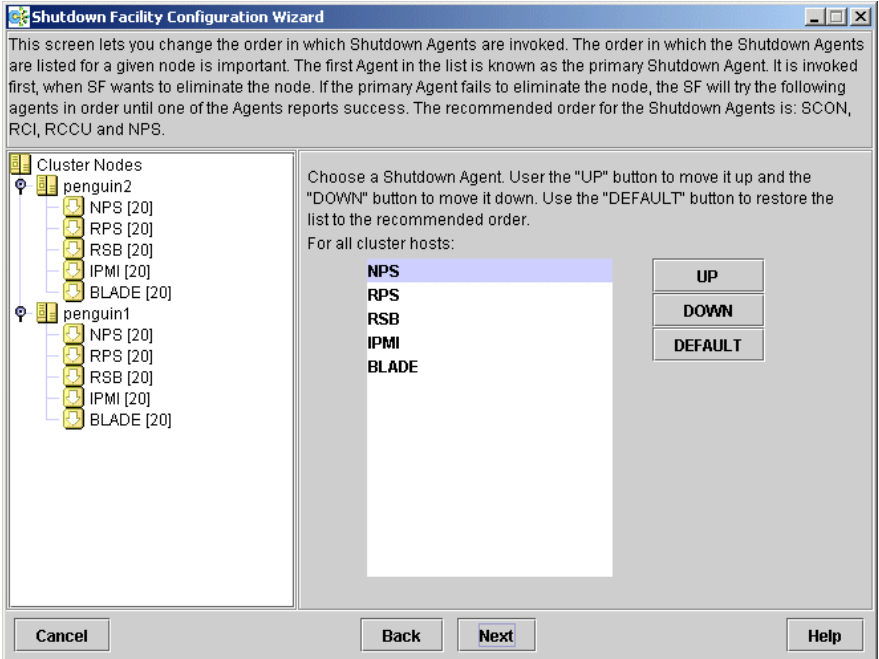 Shutdown Facility Configuration Wizard
This screen lets you change the order in which Shutdown Agents are invoked. The order in which the Shutdown Agents
are listed for a given node is important. The first Agent in the list is known as the primary Shutdown Agent. It is invoked
first, when SF wants to eliminate the node. If the primary Agent fails to eliminate the node, the SF will try the following
agents in order until one of the Agents reports success. The recommended order for the Shutdown Agents is: SCON,
RCI, RCCU and NPS.
Cluster Nodes
penguin2
NPS [20]
RPS [20]
RSB [20]
IPMI [20]
BLADE [20]
penguin1
NPS [20]
RPS [20]
RSB [20]
IPMI [20]
BLADE [20]
Choose a Shutdown Agent. User the "UP" button to move it up and the
"DOWN" button to move it down. Use the "DEFAULT" button to restore the
list to the recommended order.
For all cluster hosts:
NPS
RPS
RSB
IPMI
BLADE
UP
DOWN
DEFAULT
Cancel
Back
Next
Help